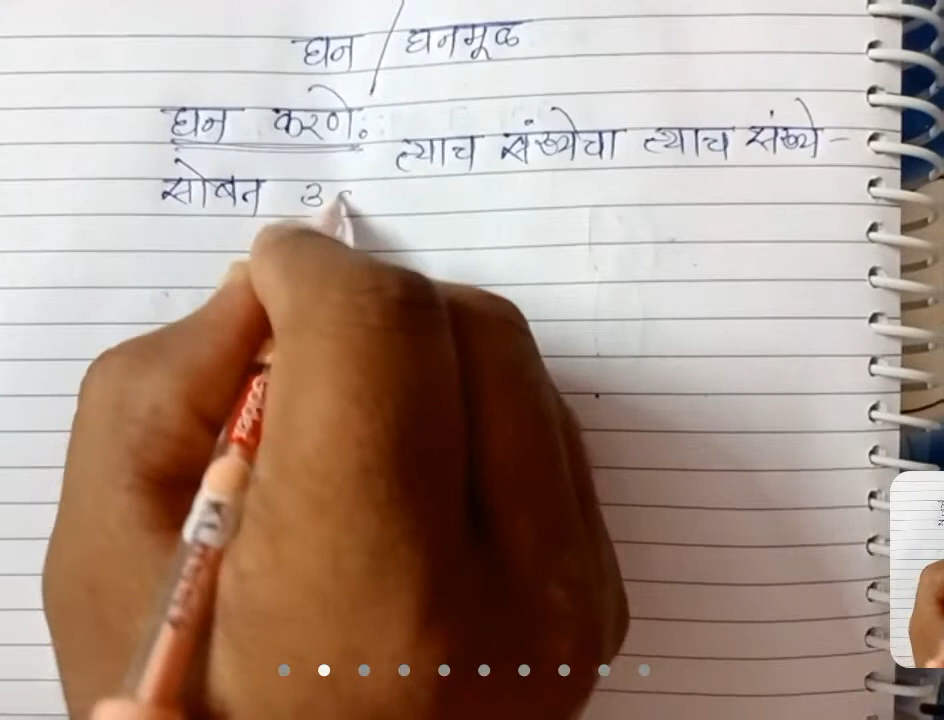 घन / घनमूळ
घन करणे: त्याच संख्येचा त्याच संख्ये-
सोबत 3